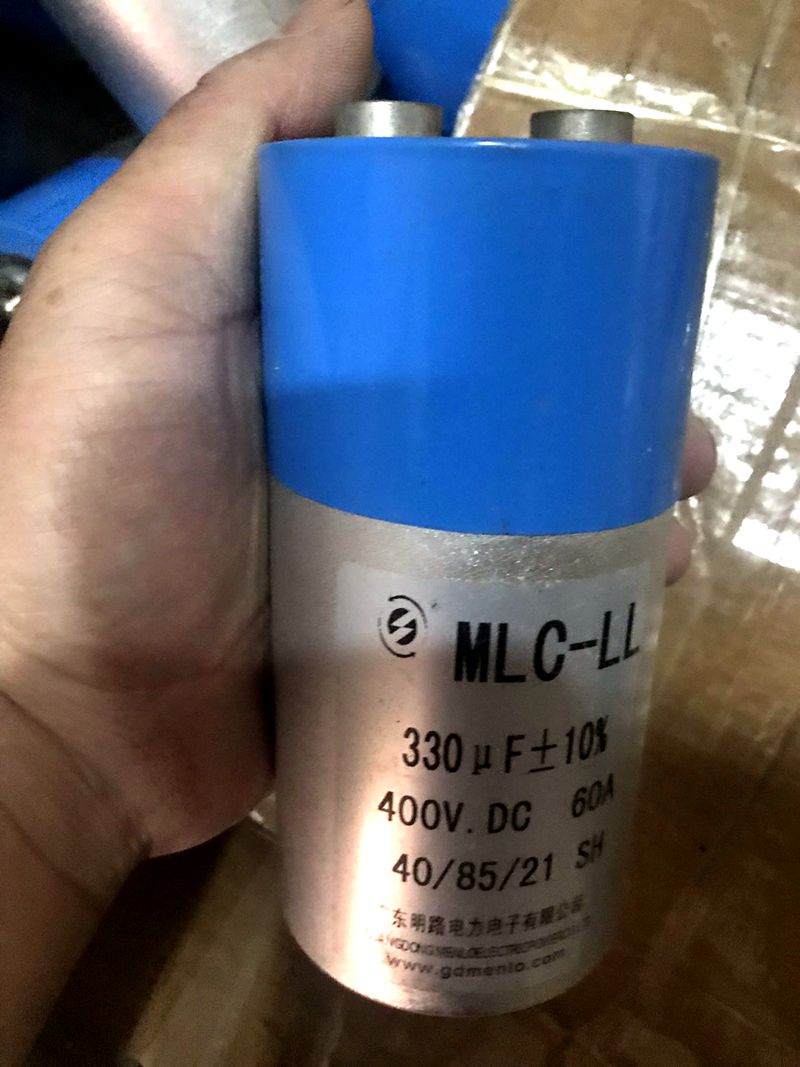 MLC-LL
330μF±10%
400V.DC 60A
40/85/21 SH
东明路电力电子有限公司
www.gdmenlo.com